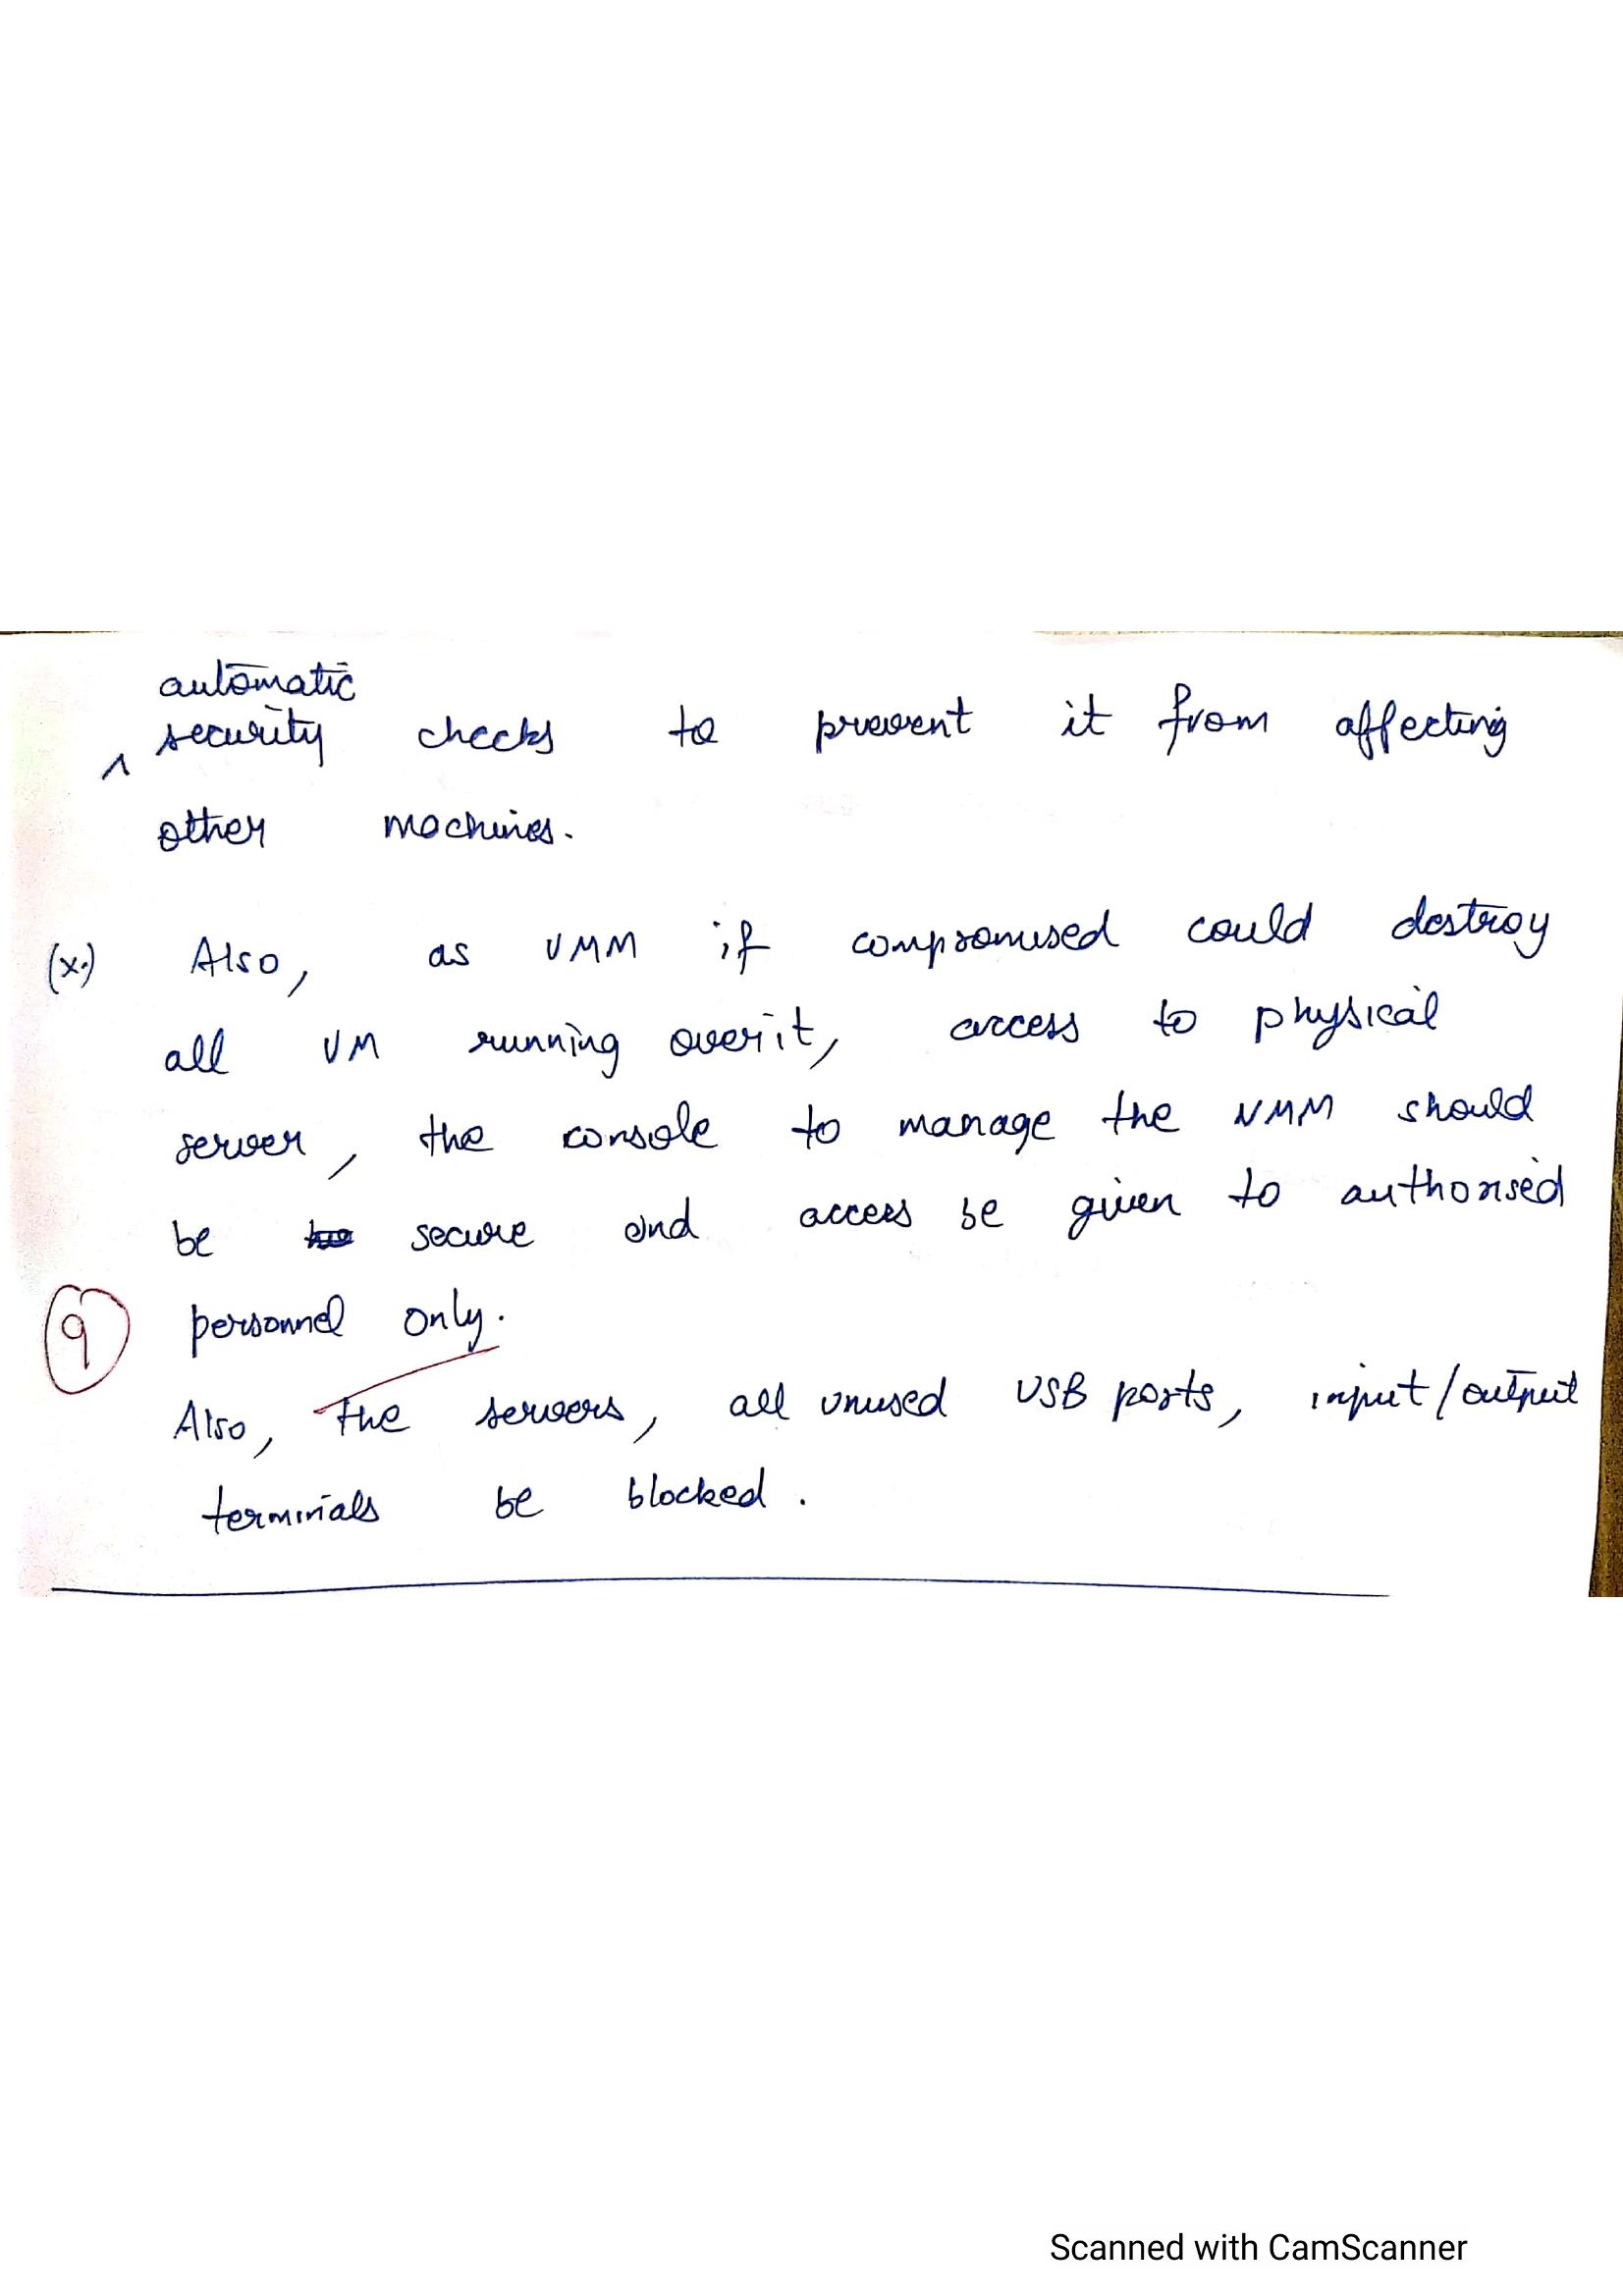 automatic
^ security checks to prevent it from affecting
other machines.
(x.) Also, as VMM if compromised could destroy
all VM running over it, access to physical
server, the console to manage the VMM should
be secure and access be given to authorised
personnel only.
9
Also, the servers, all unused USB ports, input/output
terminals be blocked.
Scanned with CamScanner